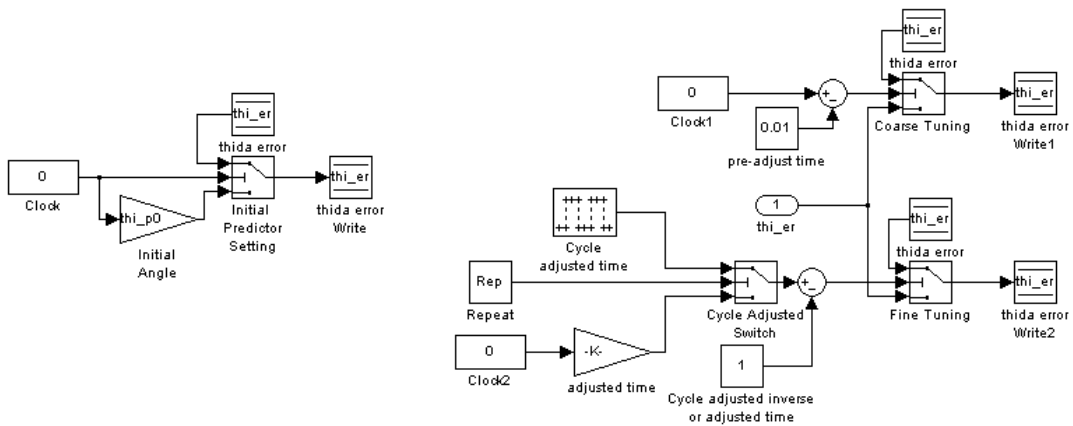 thi_er
thida error
0
Clock
thi_p0
Initial
Angle
Initial
Predictor
Setting
thi_er
thida error
Write
thi_er
thida error
0
Clock1
+
-
0.01
pre-adjust time
Coarse Tuning
thi_er
thida error
Write1
1
thi_er
thi_er
thida error
Cycle
adjusted time
Rep
Repeat
0
Clock2
-K-
adjusted time
Cycle Adjusted
Switch
+
-
1
Cycle adjusted inverse
or adjusted time
Fine Tuning
thi_er
thida error
Write2